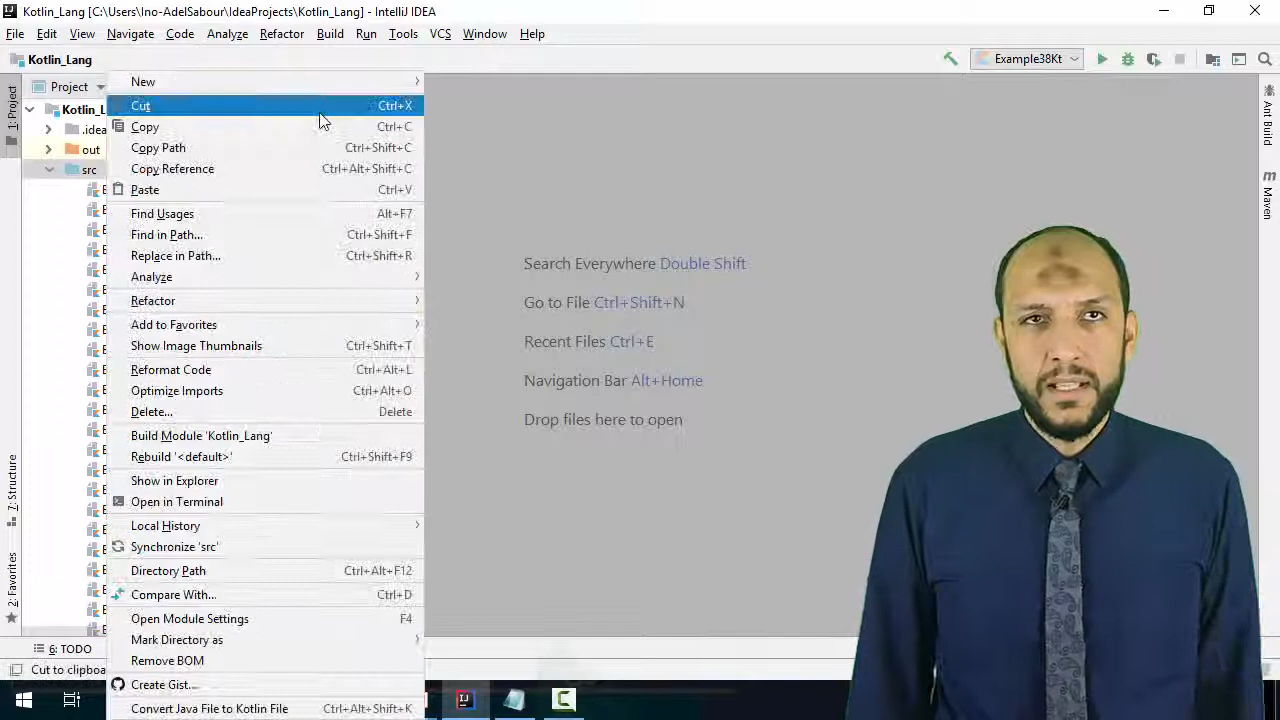 Kotlin_Lang [C:\Users\Ino-AdelSabour\IdeaProjects\Kotlin_Lang] - IntelliJ IDEA
File Edit View Navigate Code Analyze Refactor Build Run Tools VCS Window Help
Kotlin_Lang
Example38Kt
1: Project
Project
Kotlin_L
.idea
out
src
New
Cut Ctrl+X
Copy Ctrl+C
Copy Path Ctrl+Shift+C
Copy Reference Ctrl+Alt+Shift+C
Paste Ctrl+V
Find Usages Alt+F7
Find in Path... Ctrl+Shift+F
Replace in Path... Ctrl+Shift+R
Analyze
Refactor
Add to Favorites
Show Image Thumbnails Ctrl+Shift+T
Reformat Code Ctrl+Alt+L
Optimize Imports Ctrl+Alt+O
Delete... Delete
Build Module 'Kotlin_Lang'
Rebuild '<default>' Ctrl+Shift+F9
Show in Explorer
Open in Terminal
Local History
Synchronize 'src'
Directory Path Ctrl+Alt+F12
Compare With... Ctrl+D
Open Module Settings F4
Mark Directory as
Remove BOM
Create Gist...
Convert Java File to Kotlin File Ctrl+Alt+Shift+K
Search Everywhere Double Shift
Go to File Ctrl+Shift+N
Recent Files Ctrl+E
Navigation Bar Alt+Home
Drop files here to open
Ant Build
m
Maven
7: Structure
2: Favorites
6: TODO
Cut to clipboa
IJ